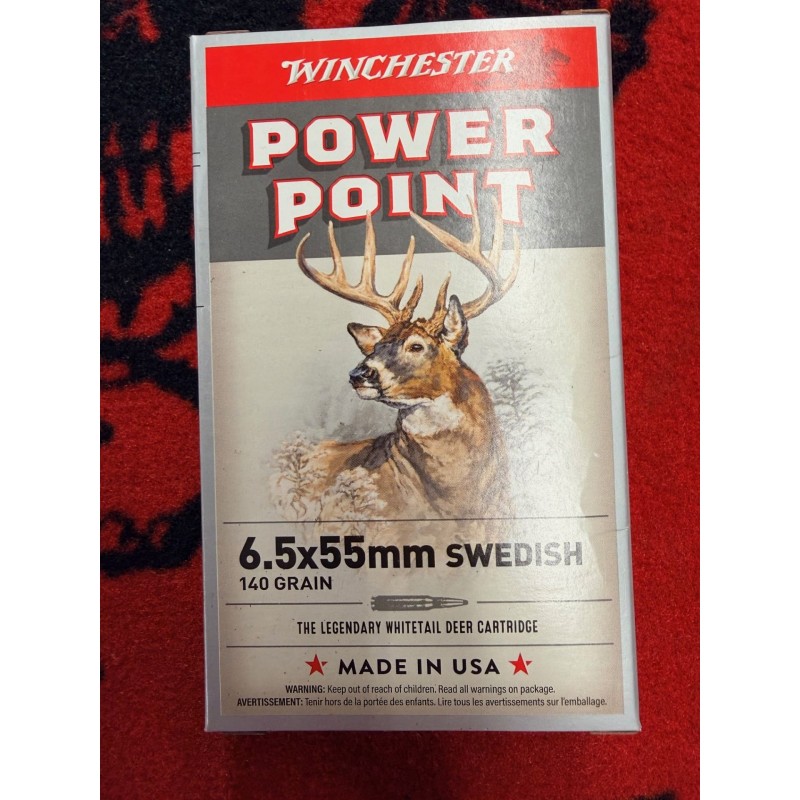 WINCHESTER
POWER
POINT
6.5x55mm SWEDISH
140 GRAIN
THE LEGENDARY WHITETAIL DEER CARTRIDGE
★ MADE IN USA ★
WARNING: Keep out of reach of children. Read all warnings on package.
AVERTISSEMENT: Tenir hors de la portée des enfants. Lire tous les avertissements sur l'emballage.